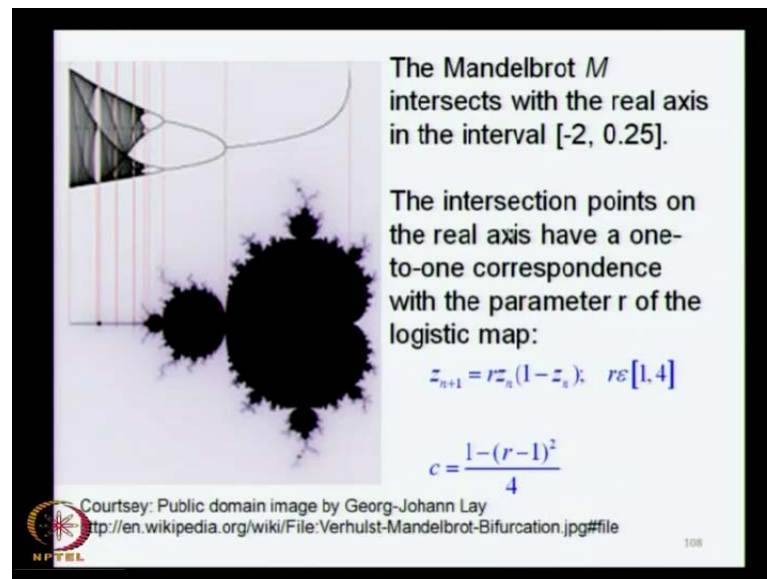 The Mandelbrot M
intersects with the real axis
in the interval [-2, 0.25].
The intersection points on
the real axis have a one-
to-one correspondence
with the parameter r of the
logistic map:
z_{n+1} = rz_n(1-z_n); rε[1,4]
c = \frac{1-(r-1)^2}{4}
Courtsey: Public domain image by Georg-Johann Lay
ttp://en.wikipedia.org/wiki/File:Verhulst-Mandelbrot-Bifurcation.jpg#file
NPTEL
108